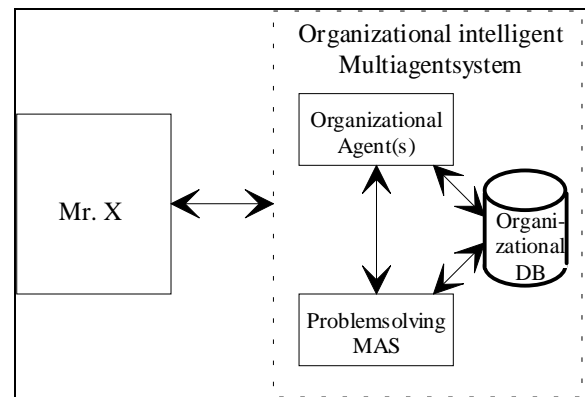 Organizational intelligent
Multiagentsystem
Organizational
Agent(s)
Mr. X
Organi-
zational
DB
Problemsolving
MAS